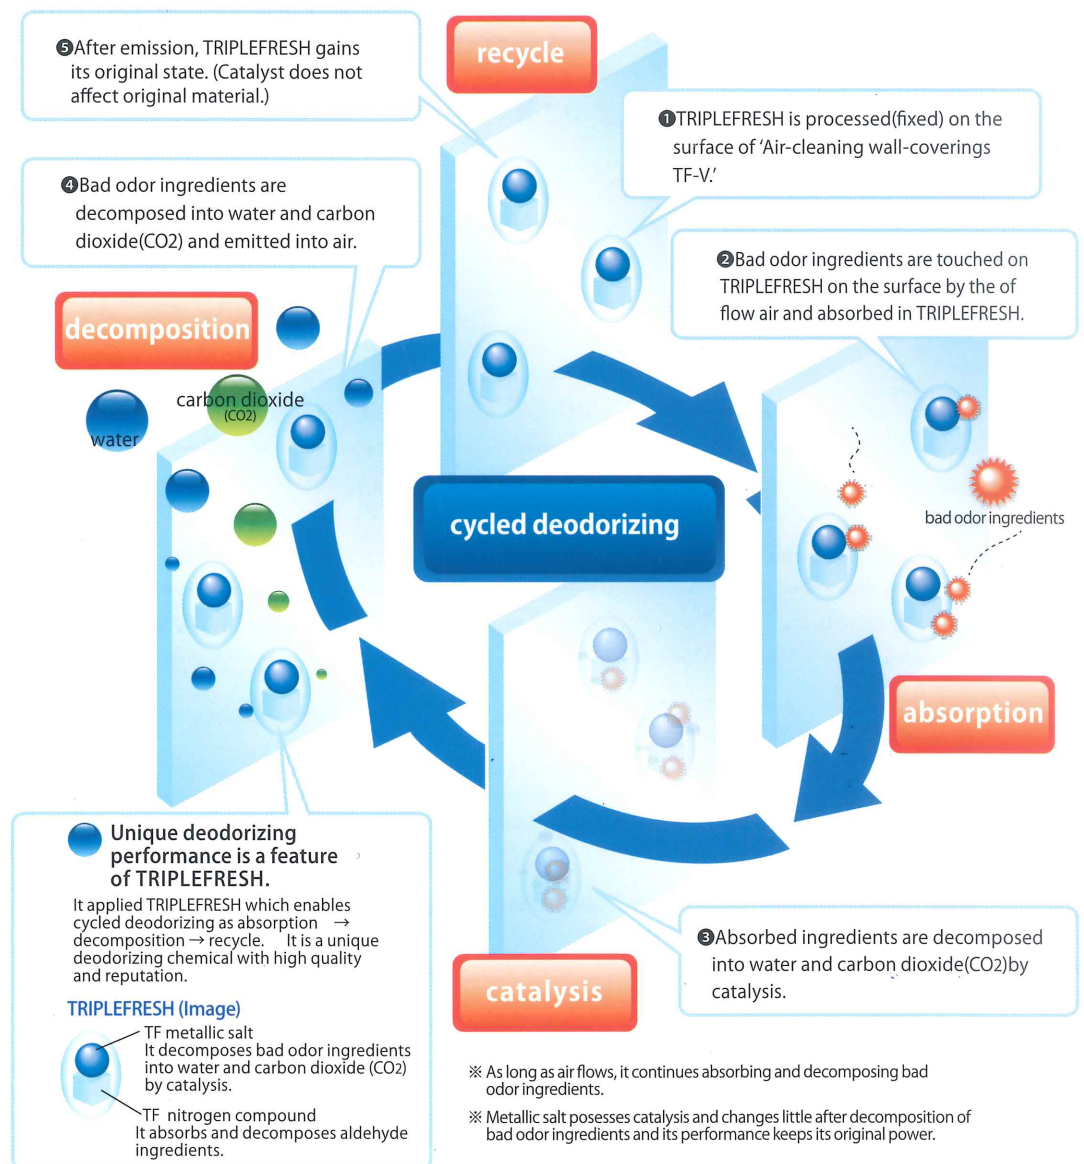 recycle
❺After emission, TRIPLEFRESH gains
its original state. (Catalyst does not
affect original material.)
❶TRIPLEFRESH is processed(fixed) on the
surface of ‘Air-cleaning wall-coverings
TF-V.’
❹Bad odor ingredients are
decomposed into water and carbon
dioxide(CO2) and emitted into air.
❷Bad odor ingredients are touched on
TRIPLEFRESH on the surface by the of
flow air and absorbed in TRIPLEFRESH.
decomposition
carbon dioxide
(CO2)
water
cycled deodorizing
bad odor ingredients
absorption
Unique deodorizing
performance is a feature
of TRIPLEFRESH.
It applied TRIPLEFRESH which enables
cycled deodorizing as absorption →
decomposition → recycle. It is a unique
deodorizing chemical with high quality
and reputation.
❸Absorbed ingredients are decomposed
into water and carbon dioxide(CO2)by
catalysis.
catalysis
TRIPLEFRESH (Image)
TF metallic salt
It decomposes bad odor ingredients
into water and carbon dioxide (CO2)
by catalysis.
TF nitrogen compound
It absorbs and decomposes aldehyde
ingredients.
※ As long as air flows, it continues absorbing and decomposing bad
odor ingredients.
※ Metallic salt posesses catalysis and changes little after decomposition of
bad odor ingredients and its performance keeps its original power.